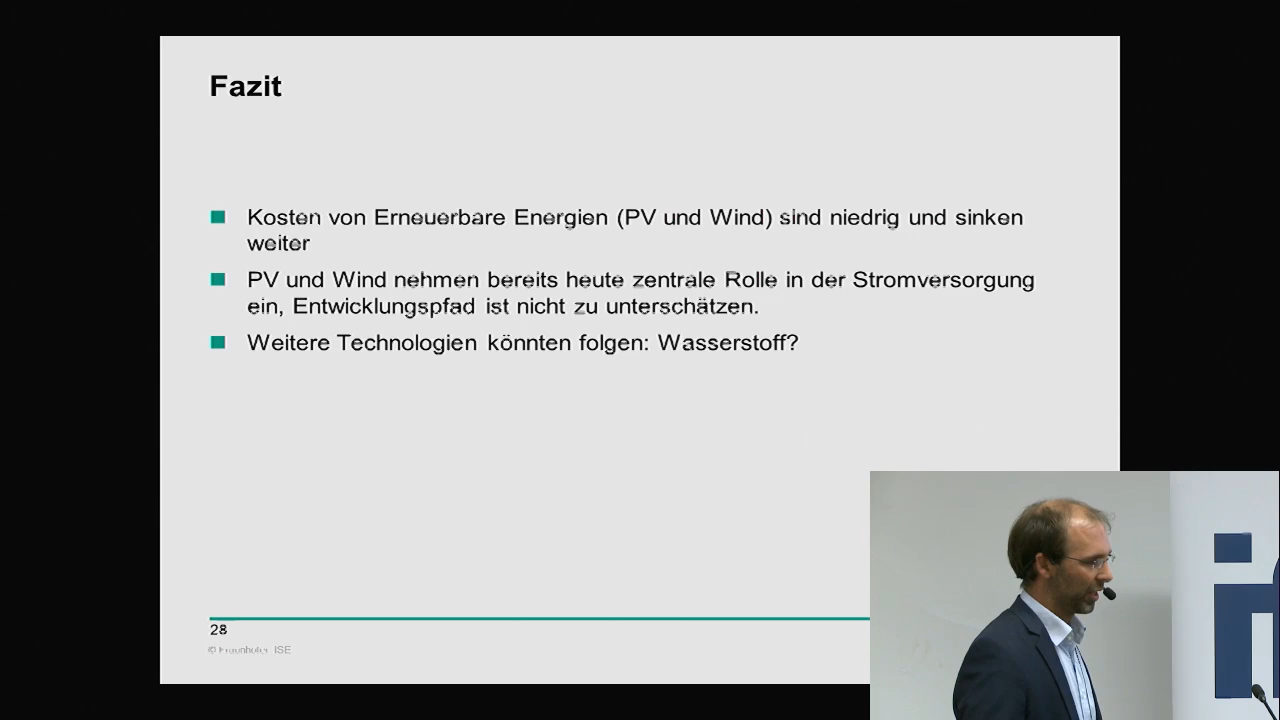 Fazit
Kosten von Erneuerbare Energien (PV und Wind) sind niedrig und sinken
weiter
PV und Wind nehmen bereits heute zentrale Rolle in der Stromversorgung
ein, Entwicklungspfad ist nicht zu unterschätzen.
Weitere Technologien könnten folgen: Wasserstoff?
28
© Fraunhofer ISE